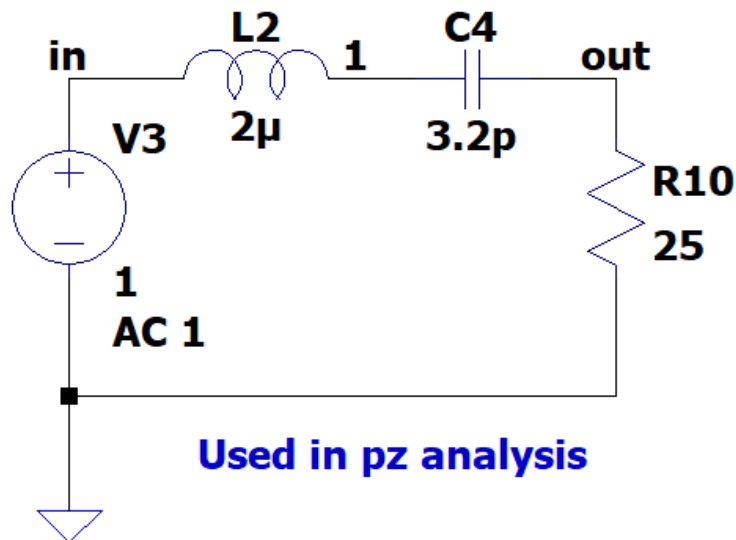 L2
C4
in
1
out
V3
2µ
3.2p
R10
25
1
AC 1
Used in pz analysis